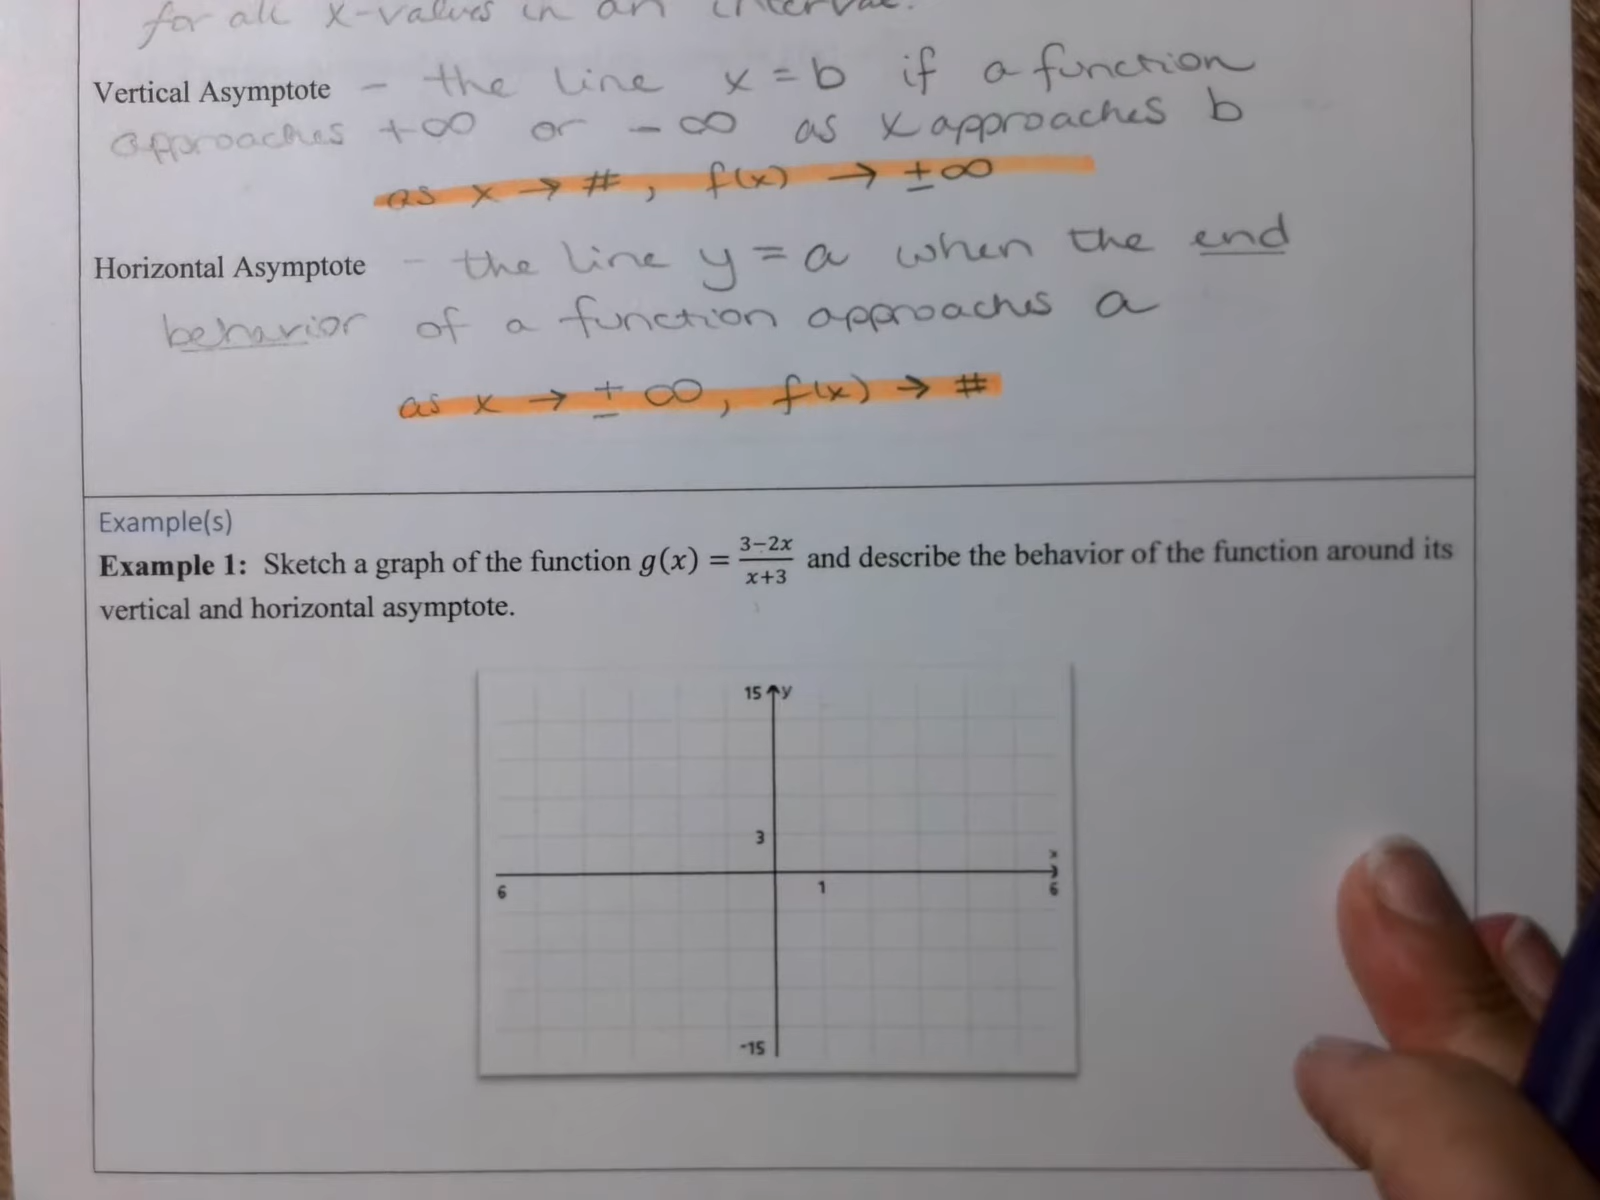 for all x-values in an interval.
Vertical Asymptote - the line x = b if a function
approaches +∞ or -∞ as x approaches b
as x → #, f(x) → ±∞
Horizontal Asymptote - the line y = a when the end
behavior of a function approaches a
as x → ±∞, f(x) → #
Example(s)
Example 1: Sketch a graph of the function g(x) = \frac{3-2x}{x+3} and describe the behavior of the function around its
vertical and horizontal asymptote.
15 y
3
x
6 1 6
-15